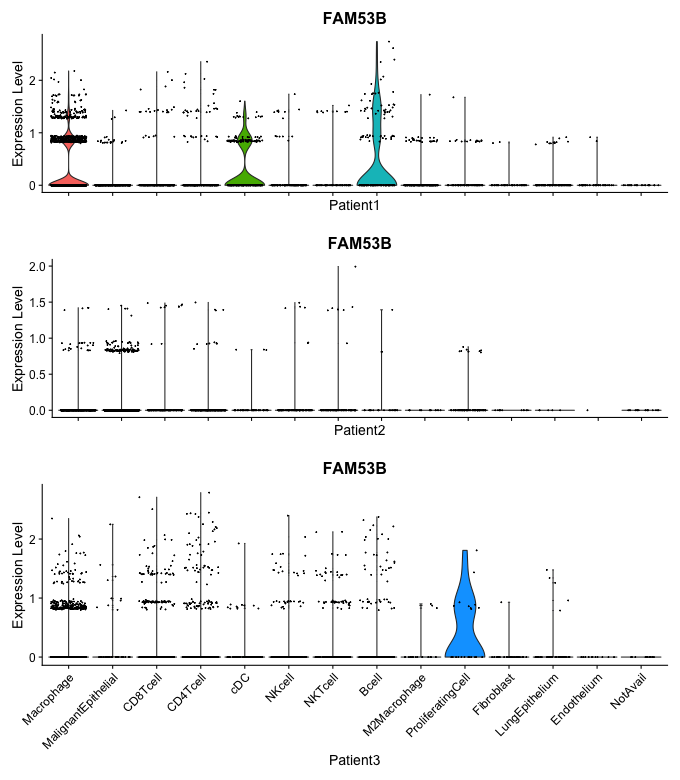 FAM53B
Expression Level
2
1
0
Patient1
FAM53B
Expression Level
2.0
1.5
1.0
0.5
0.0
Patient2
FAM53B
Expression Level
2
1
0
Macrophage
MalignantEpithelial
CD8Tcell
CD4Tcell
cDC
NKcell
NKTcell
Bcell
M2Macrophage
ProliferatingCell
Fibroblast
LungEpithelium
Endothelium
NotAvail
Patient3